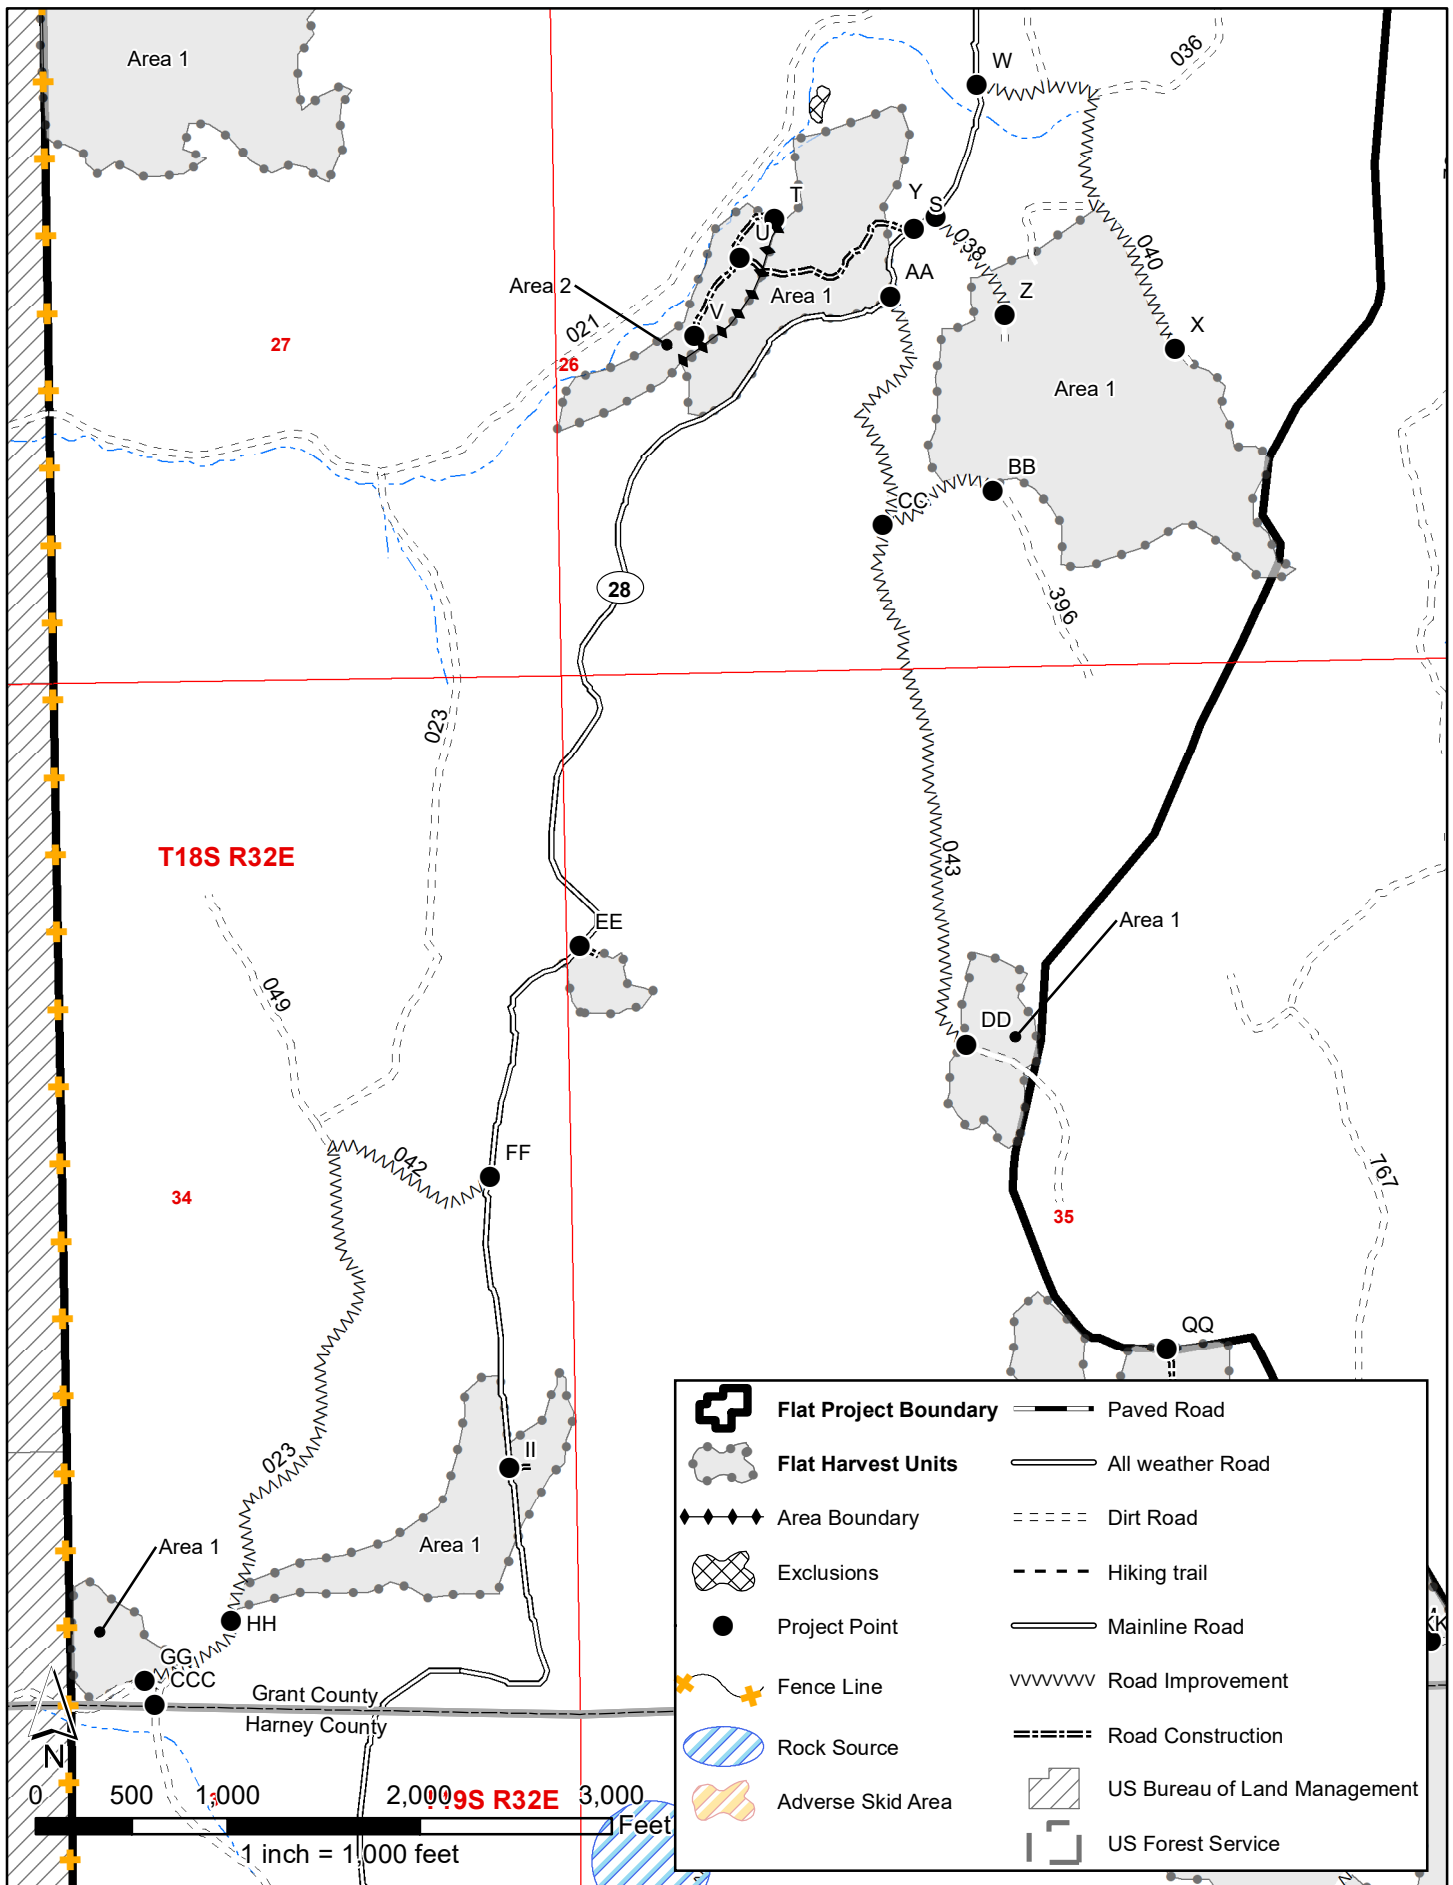 Area 1
W
036
T
Y
S
U
038
040
AA
Area 2
Area 1
Z
V
021
X
27
26
Area 1
BB
CC
28
396
023
T18S R32E
043
EE
Area 1
049
DD
FF
042
767
34
35
QQ
II
023
Area 1
Area 1
HH
GG
CCC
KK
Grant County
Harney County
N
0 500 1,000 2,000 3,000
Feet
19S R32E
1 inch = 1,000 feet
Flat Project Boundary
Flat Harvest Units
Area Boundary
Exclusions
Project Point
Fence Line
Rock Source
Adverse Skid Area
Paved Road
All weather Road
Dirt Road
Hiking trail
Mainline Road
Road Improvement
Road Construction
US Bureau of Land Management
US Forest Service